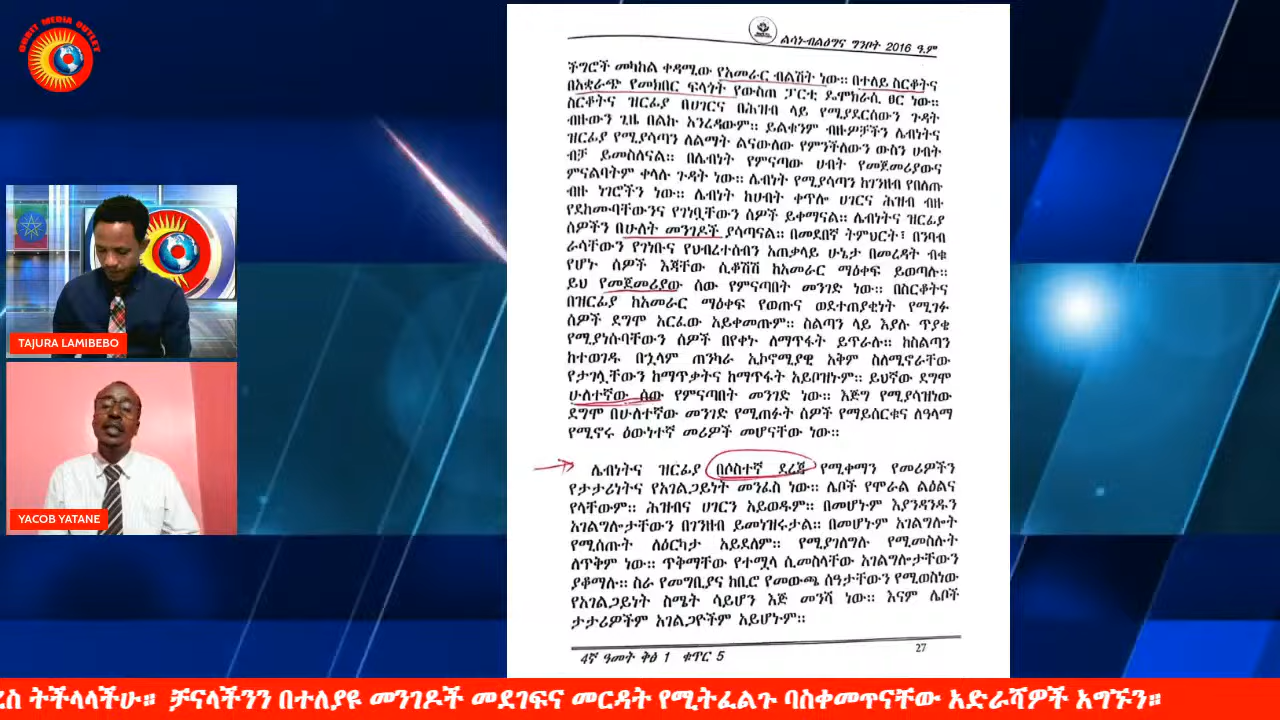 ORBIT MEDIA OUTLET
TAJURA LAMIBEBO
YACOB YATANE
ልሳነ-ብልፅግና ግንቦት 2016 ዓ.ም
ችግሮች መካከል ቀዳሚው የአመራር ብልሽት ነው። በተለይ ስርቆትና
በአቋራጭ የመክበር ፍላጎት የውስጠ ፓርቲ ዴሞክራሲ ፀር ነው።
ስርቆትና ዝርፊያ በሀገርና በሕዝብ ላይ የሚያደርሰውን ጉዳት
ብዙውን ጊዜ በልኩ አንረዳውም። ይልቁንም ብዙዎቻችን ሌብነትና
ዝርፊያ የሚያሳጣን ለልማት ልናውለው የምንችለውን ውስን ሀብት
ብቻ ይመስለናል። በሌብነት የምናጣው ሀብት የመጀመሪያውና
ምናልባትም ቀላሉ ጉዳት ነው። ሌብነት የሚያሳጣን ከገንዘብ የበለጡ
ብዙ ነገሮችን ነው። ሌብነት ከሀብት ቀጥሎ ሀገርና ሕዝብ ብዙ
የደከሙባቸውንና የገነቧቸውን ሰዎች ይቀማናል። ሌብነትና ዝርፊያ
ሰዎችን በሁለት መንገዶች ያሳጣናል። በመደበኛ ትምህርት፣ በንባብ
ራሳቸውን የገነቡና የህብረተሰብን አጠቃላይ ሁኔታ በመረዳት ብቁ
የሆኑ ሰዎች እጃቸው ሲቆሽሽ ከአመራር ማዕቀፍ ይወጣሉ።
ይህ የመጀመሪያው ሰው የምናጣበት መንገድ ነው። በስርቆትና
በዝርፊያ ከአመራር ማዕቀፍ የወጡና ወደተጠያቂነት የሚገፉ
ሰዎች ደግሞ አርፈው አይቀመጡም። ስልጣን ላይ እያሉ ጥያቄ
የሚያነሱባቸውን ሰዎች በየቀኑ ለማጥፋት ይጥራሉ። ከስልጣን
ከተወገዱ በኋላም ጠንካራ ኢኮኖሚያዊ አቅም ስለሚኖራቸው
የታገሏቸውን ከማጥቃትና ከማጥፋት አይቦዝኑም። ይህኛው ደግሞ
ሁለተኛው ሰው የምናጣበት መንገድ ነው። እጅግ የሚያሳዝነው
ደግሞ በሁለተኛው መንገድ የሚጠፉት ሰዎች የማይሰርቁና ለዓላማ
የሚኖሩ ዕውነተኛ መሪዎች መሆናቸው ነው።
ሌብነትና ዝርፊያ በሶስተኛ ደረጃ የሚቀማን የመሪዎችን
የታታሪነትና የአገልጋይነት መንፈስ ነው። ሌቦች የሞራል ልዕልና
የላቸውም። ሕዝብና ሀገርን አይወዱም። በመሆኑም እያንዳንዱን
አገልግሎታቸውን በገንዘብ ይመነዝሩታል። በመሆኑም አገልግሎት
የሚሰጡት ለዕርካታ አይደለም። የሚያገለግሉ የሚመስሉት
ለጥቅም ነው። ጥቅማቸው የተሟላ ሲመስላቸው አገልግሎታቸውን
ያቆማሉ። ስራ የመግቢያና ከቢሮ የመውጫ ሰዓታቸውን የሚወስነው
የአገልጋይነት ስሜት ሳይሆን እጅ መንሻ ነው። እናም ሌቦች
ታታሪዎችም አገልጋዮችም አይሆኑም።
4ኛ ዓመት ቅፅ 1 ቁጥር 5
27
ትችላላችሁ። ቻናላችንን በተለያዩ መንገዶች መደገፍና መርዳት የሚትፈልጉ ባስቀመጥናቸው አድራሻዎች አግኙን።